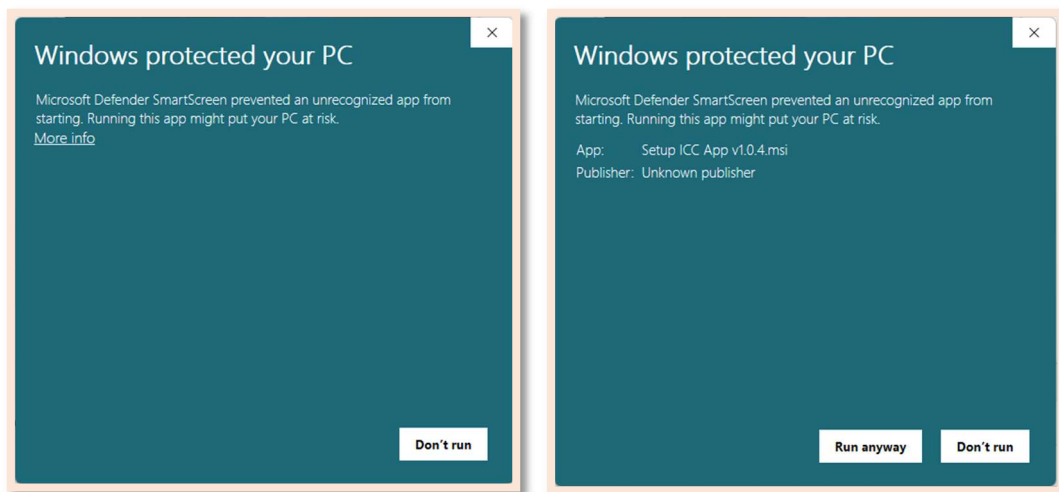 Windows protected your PC
Microsoft Defender SmartScreen prevented an unrecognized app from
starting. Running this app might put your PC at risk.
More info
Don't run
Windows protected your PC
Microsoft Defender SmartScreen prevented an unrecognized app from
starting. Running this app might put your PC at risk.
App: Setup ICC App v1.0.4.msi
Publisher: Unknown publisher
Run anyway Don't run